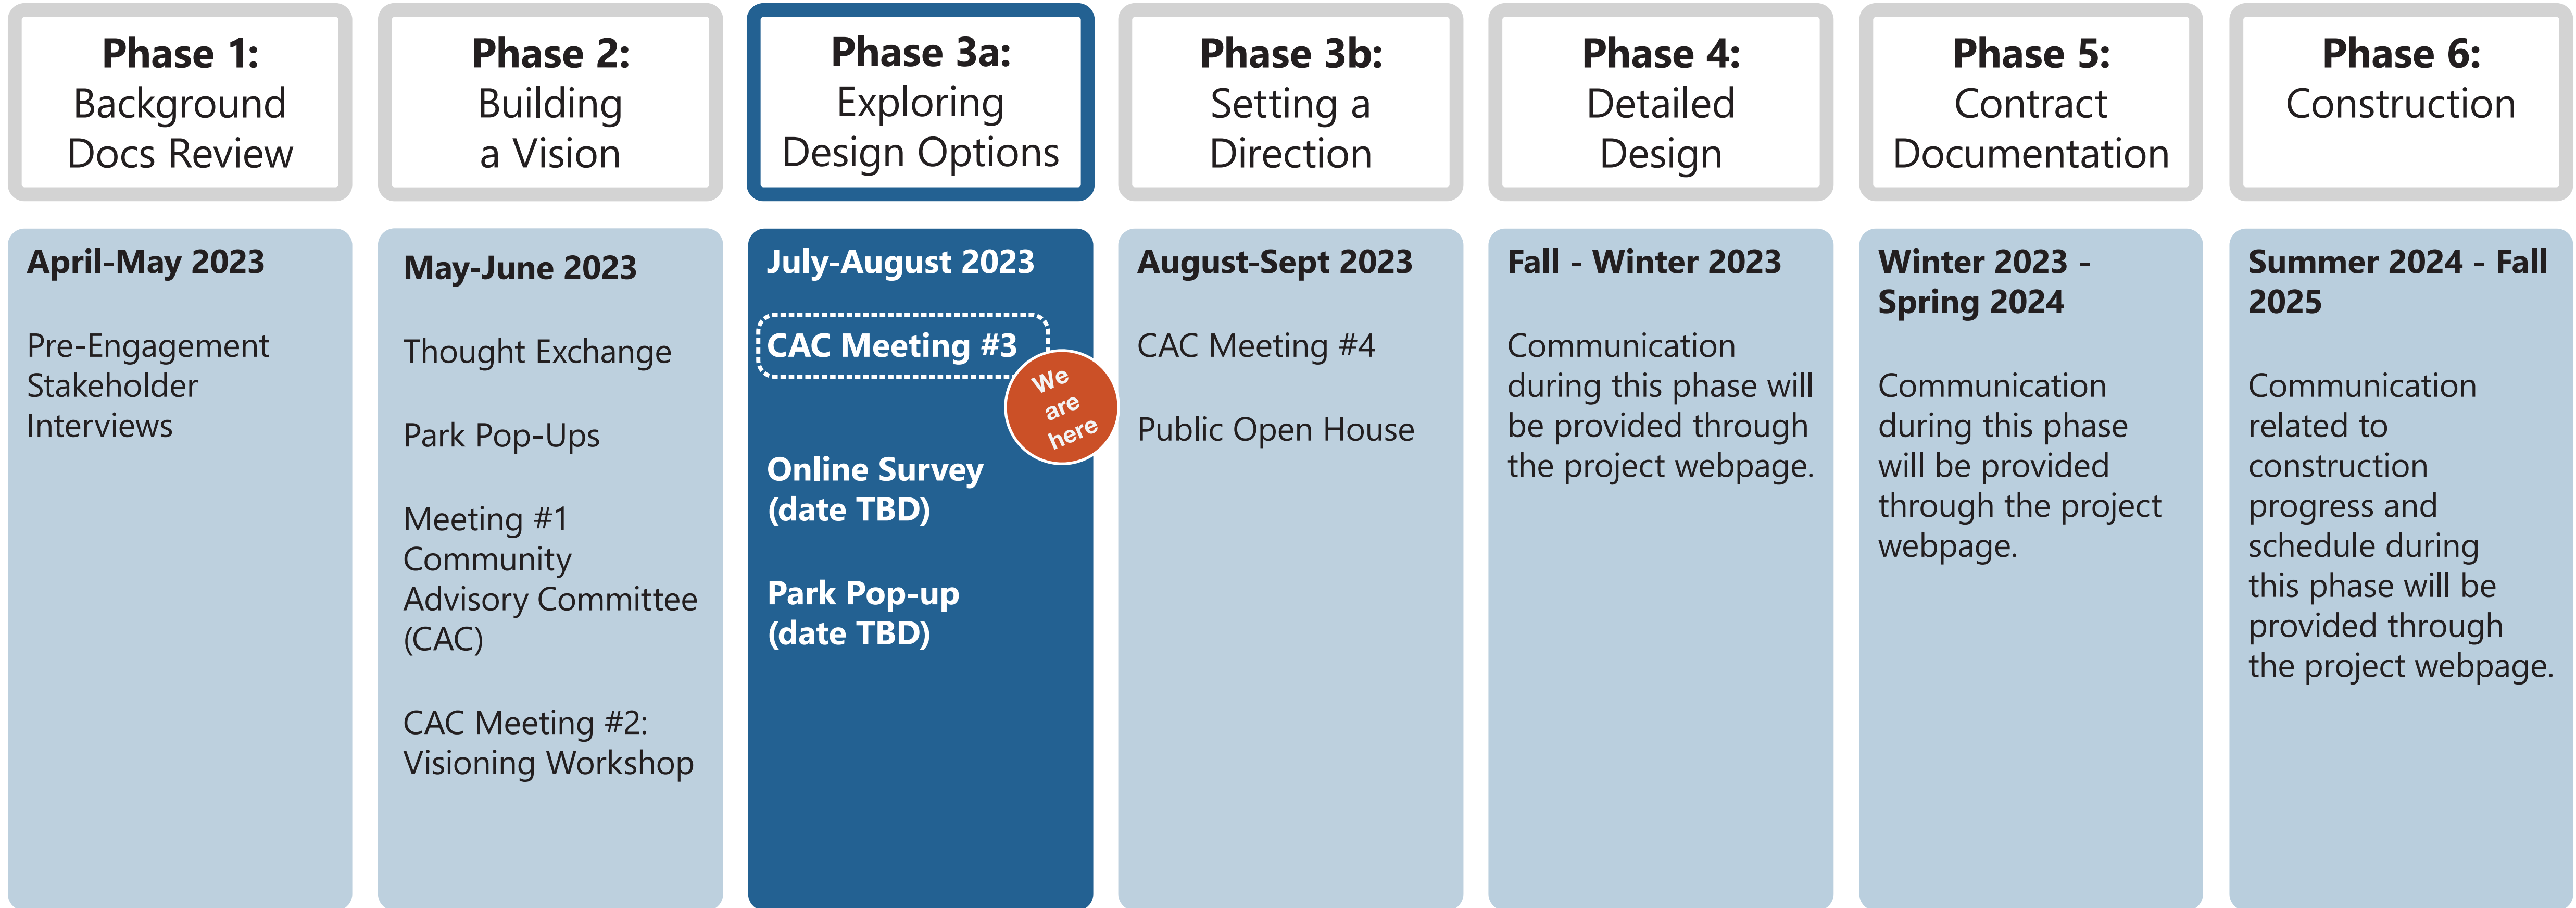 Phase 1:
Background
Docs Review
Phase 2:
Building
a Vision
Phase 3a:
Exploring
Design Options
Phase 3b:
Setting a
Direction
Phase 4:
Detailed
Design
Phase 5:
Contract
Documentation
Phase 6:
Construction
April-May 2023
Pre-Engagement
Stakeholder
Interviews
May-June 2023
Thought Exchange
Park Pop-Ups
Meeting #1
Community
Advisory Committee
(CAC)
CAC Meeting #2:
Visioning Workshop
July-August 2023
CAC Meeting #3
We
are
here
Online Survey
(date TBD)
Park Pop-up
(date TBD)
August-Sept 2023
CAC Meeting #4
Public Open House
Fall - Winter 2023
Communication
during this phase will
be provided through
the project webpage.
Winter 2023 -
Spring 2024
Communication
during this phase
will be provided
through the project
webpage.
Summer 2024 - Fall
2025
Communication
related to
construction
progress and
schedule during
this phase will be
provided through
the project webpage.